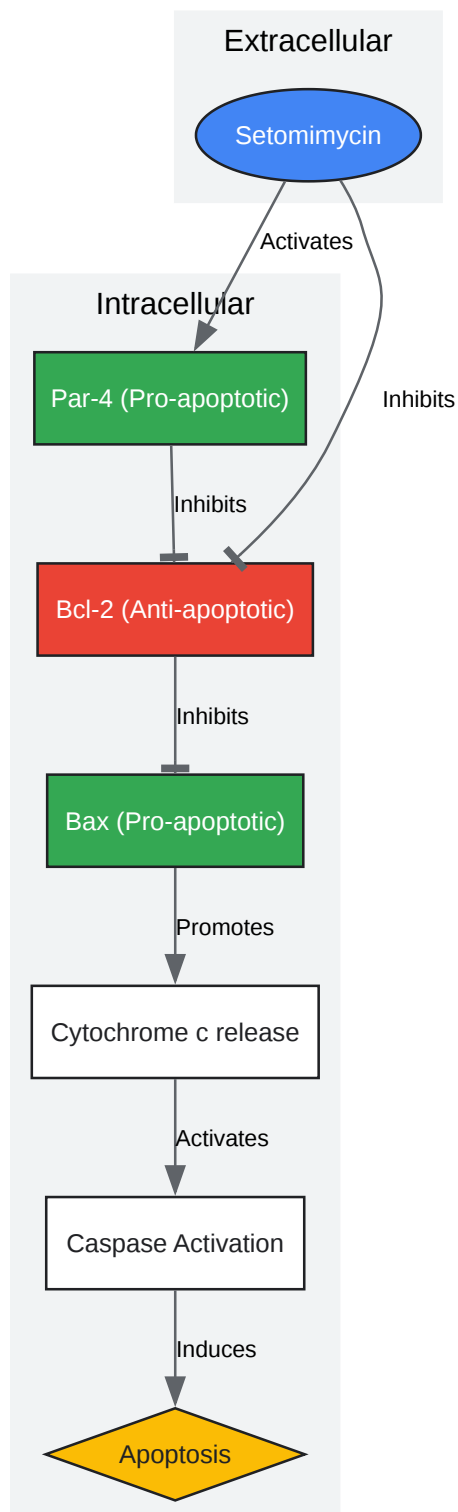 Extracellular
Setomimycin
Activates
Intracellular
Par-4 (Pro-apoptotic)
Inhibits
Inhibits
Bcl-2 (Anti-apoptotic)
Inhibits
Bax (Pro-apoptotic)
Promotes
Cytochrome c release
Activates
Caspase Activation
Induces
Apoptosis